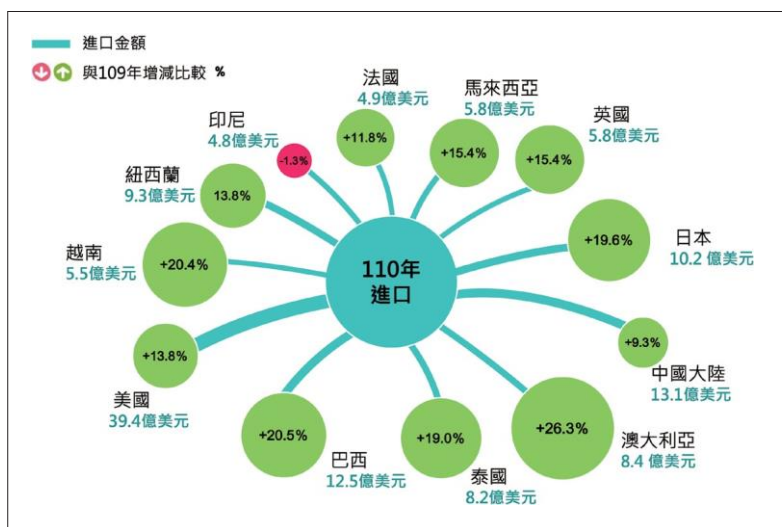 進口金額
與109年增減比較 %
法國
4.9億美元
+11.8%
馬來西亞
5.8億美元
+15.4%
英國
5.8億美元
+15.4%
印尼
4.8億美元
-1.3%
紐西蘭
9.3億美元
13.8%
日本
10.2 億美元
+19.6%
越南
5.5億美元
+20.4%
110年
進口
美國
39.4億美元
+13.8%
中國大陸
13.1億美元
+9.3%
巴西
12.5億美元
+20.5%
泰國
8.2億美元
+19.0%
澳大利亞
8.4 億美元
+26.3%